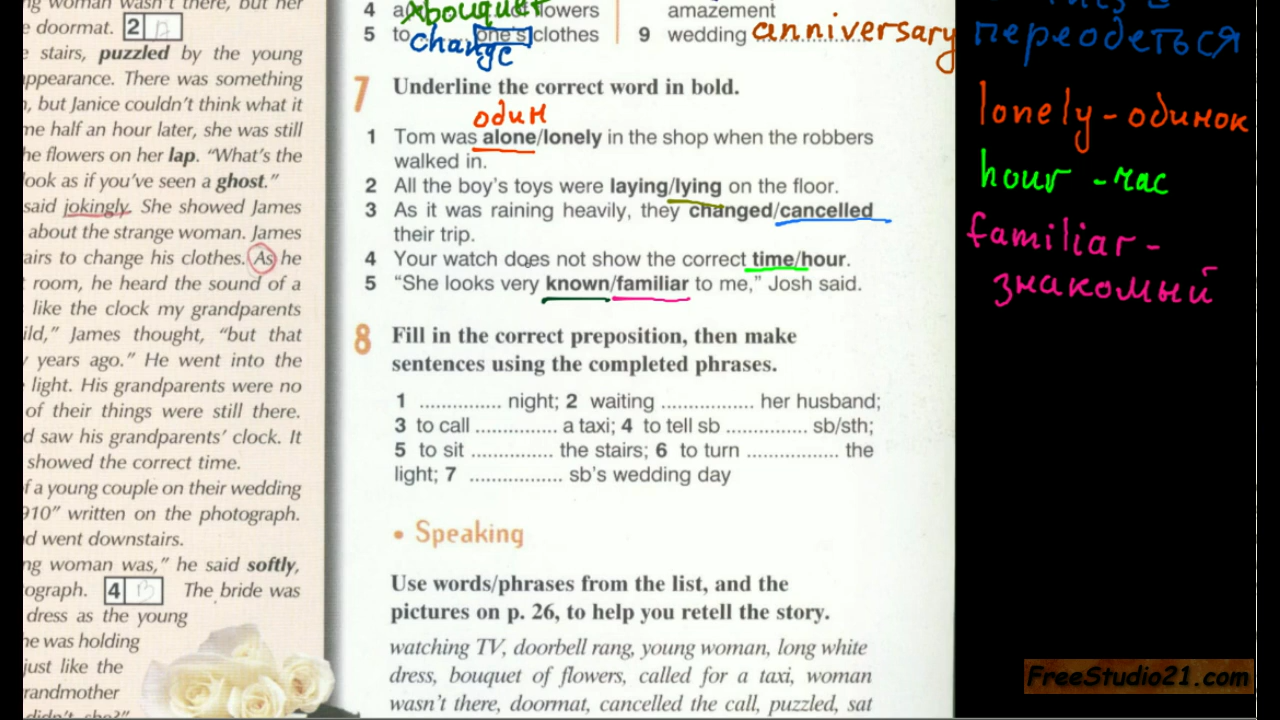 ng woman wasn't there, but her
e doormat. 2
e stairs, puzzled by the young
ppearance. There was something
, but Janice couldn't think what it
ne half an hour later, she was still
he flowers on her lap. "What's the
look as if you've seen a ghost."
said jokingly. She showed James
about the strange woman. James
airs to change his clothes. As he
room, he heard the sound of a
like the clock my grandparents
ild," James thought, "but that
years ago." He went into the
light. His grandparents were no
of their things were still there.
d saw his grandparents' clock. It
showed the correct time.
f a young couple on their wedding
910" written on the photograph.
d went downstairs.
ng woman was," he said softly,
ograph. 4 B The bride was
dress as the young
he was holding
just like the
randmother
didn't she?"
4 a bouquet of flowers
5 to change one's clothes
amazement
9 wedding anniversary
7 Underline the correct word in bold.
один
1 Tom was alone/lonely in the shop when the robbers
walked in.
2 All the boy's toys were laying/lying on the floor.
3 As it was raining heavily, they changed/cancelled
their trip.
4 Your watch does not show the correct time/hour.
5 "She looks very known/familiar to me," Josh said.
8 Fill in the correct preposition, then make
sentences using the completed phrases.
1 ............... night; 2 waiting ................. her husband;
3 to call ............... a taxi; 4 to tell sb ............... sb/sth;
5 to sit ............... the stairs; 6 to turn ................. the
light; 7 ................. sb's wedding day
• Speaking
Use words/phrases from the list, and the
pictures on p. 26, to help you retell the story.
watching TV, doorbell rang, young woman, long white
dress, bouquet of flowers, called for a taxi, woman
wasn't there, doormat, cancelled the call, puzzled, sat
переодеться
lonely - одинок
hour - час
familiar -
знакомый
FreeStudio21.com